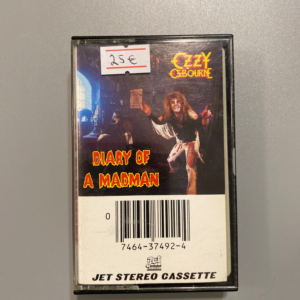 25€
OZZY
OSBOURNE
DIARY OF
A MADMAN
0
7464-37492-4
JET STEREO CASSETTE